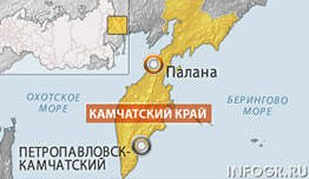 Палана
ОХОТСКОЕ
МОРЕ
КАМЧАТСКИЙ КРАЙ
БЕРИНГОВО
МОРЕ
ПЕТРОПАВЛОВСК-
КАМЧАТСКИЙ
INFOGR.RU